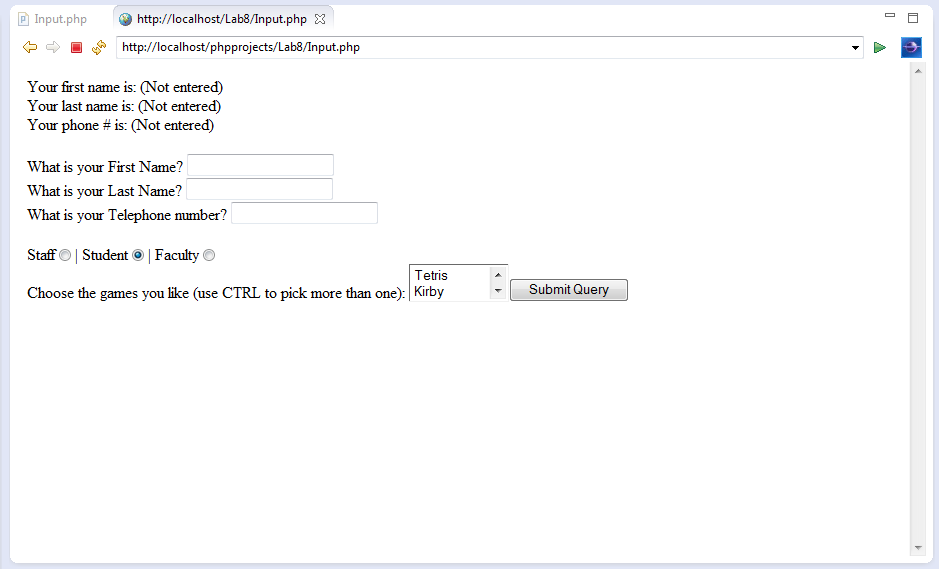 Input.php
http://localhost/Lab8/Input.php
http://localhost/phpprojects/Lab8/Input.php
Your first name is: (Not entered)
Your last name is: (Not entered)
Your phone # is: (Not entered)
What is your First Name?
What is your Last Name?
What is your Telephone number?
Staff | Student | Faculty
Choose the games you like (use CTRL to pick more than one):
Tetris
Kirby
Submit Query